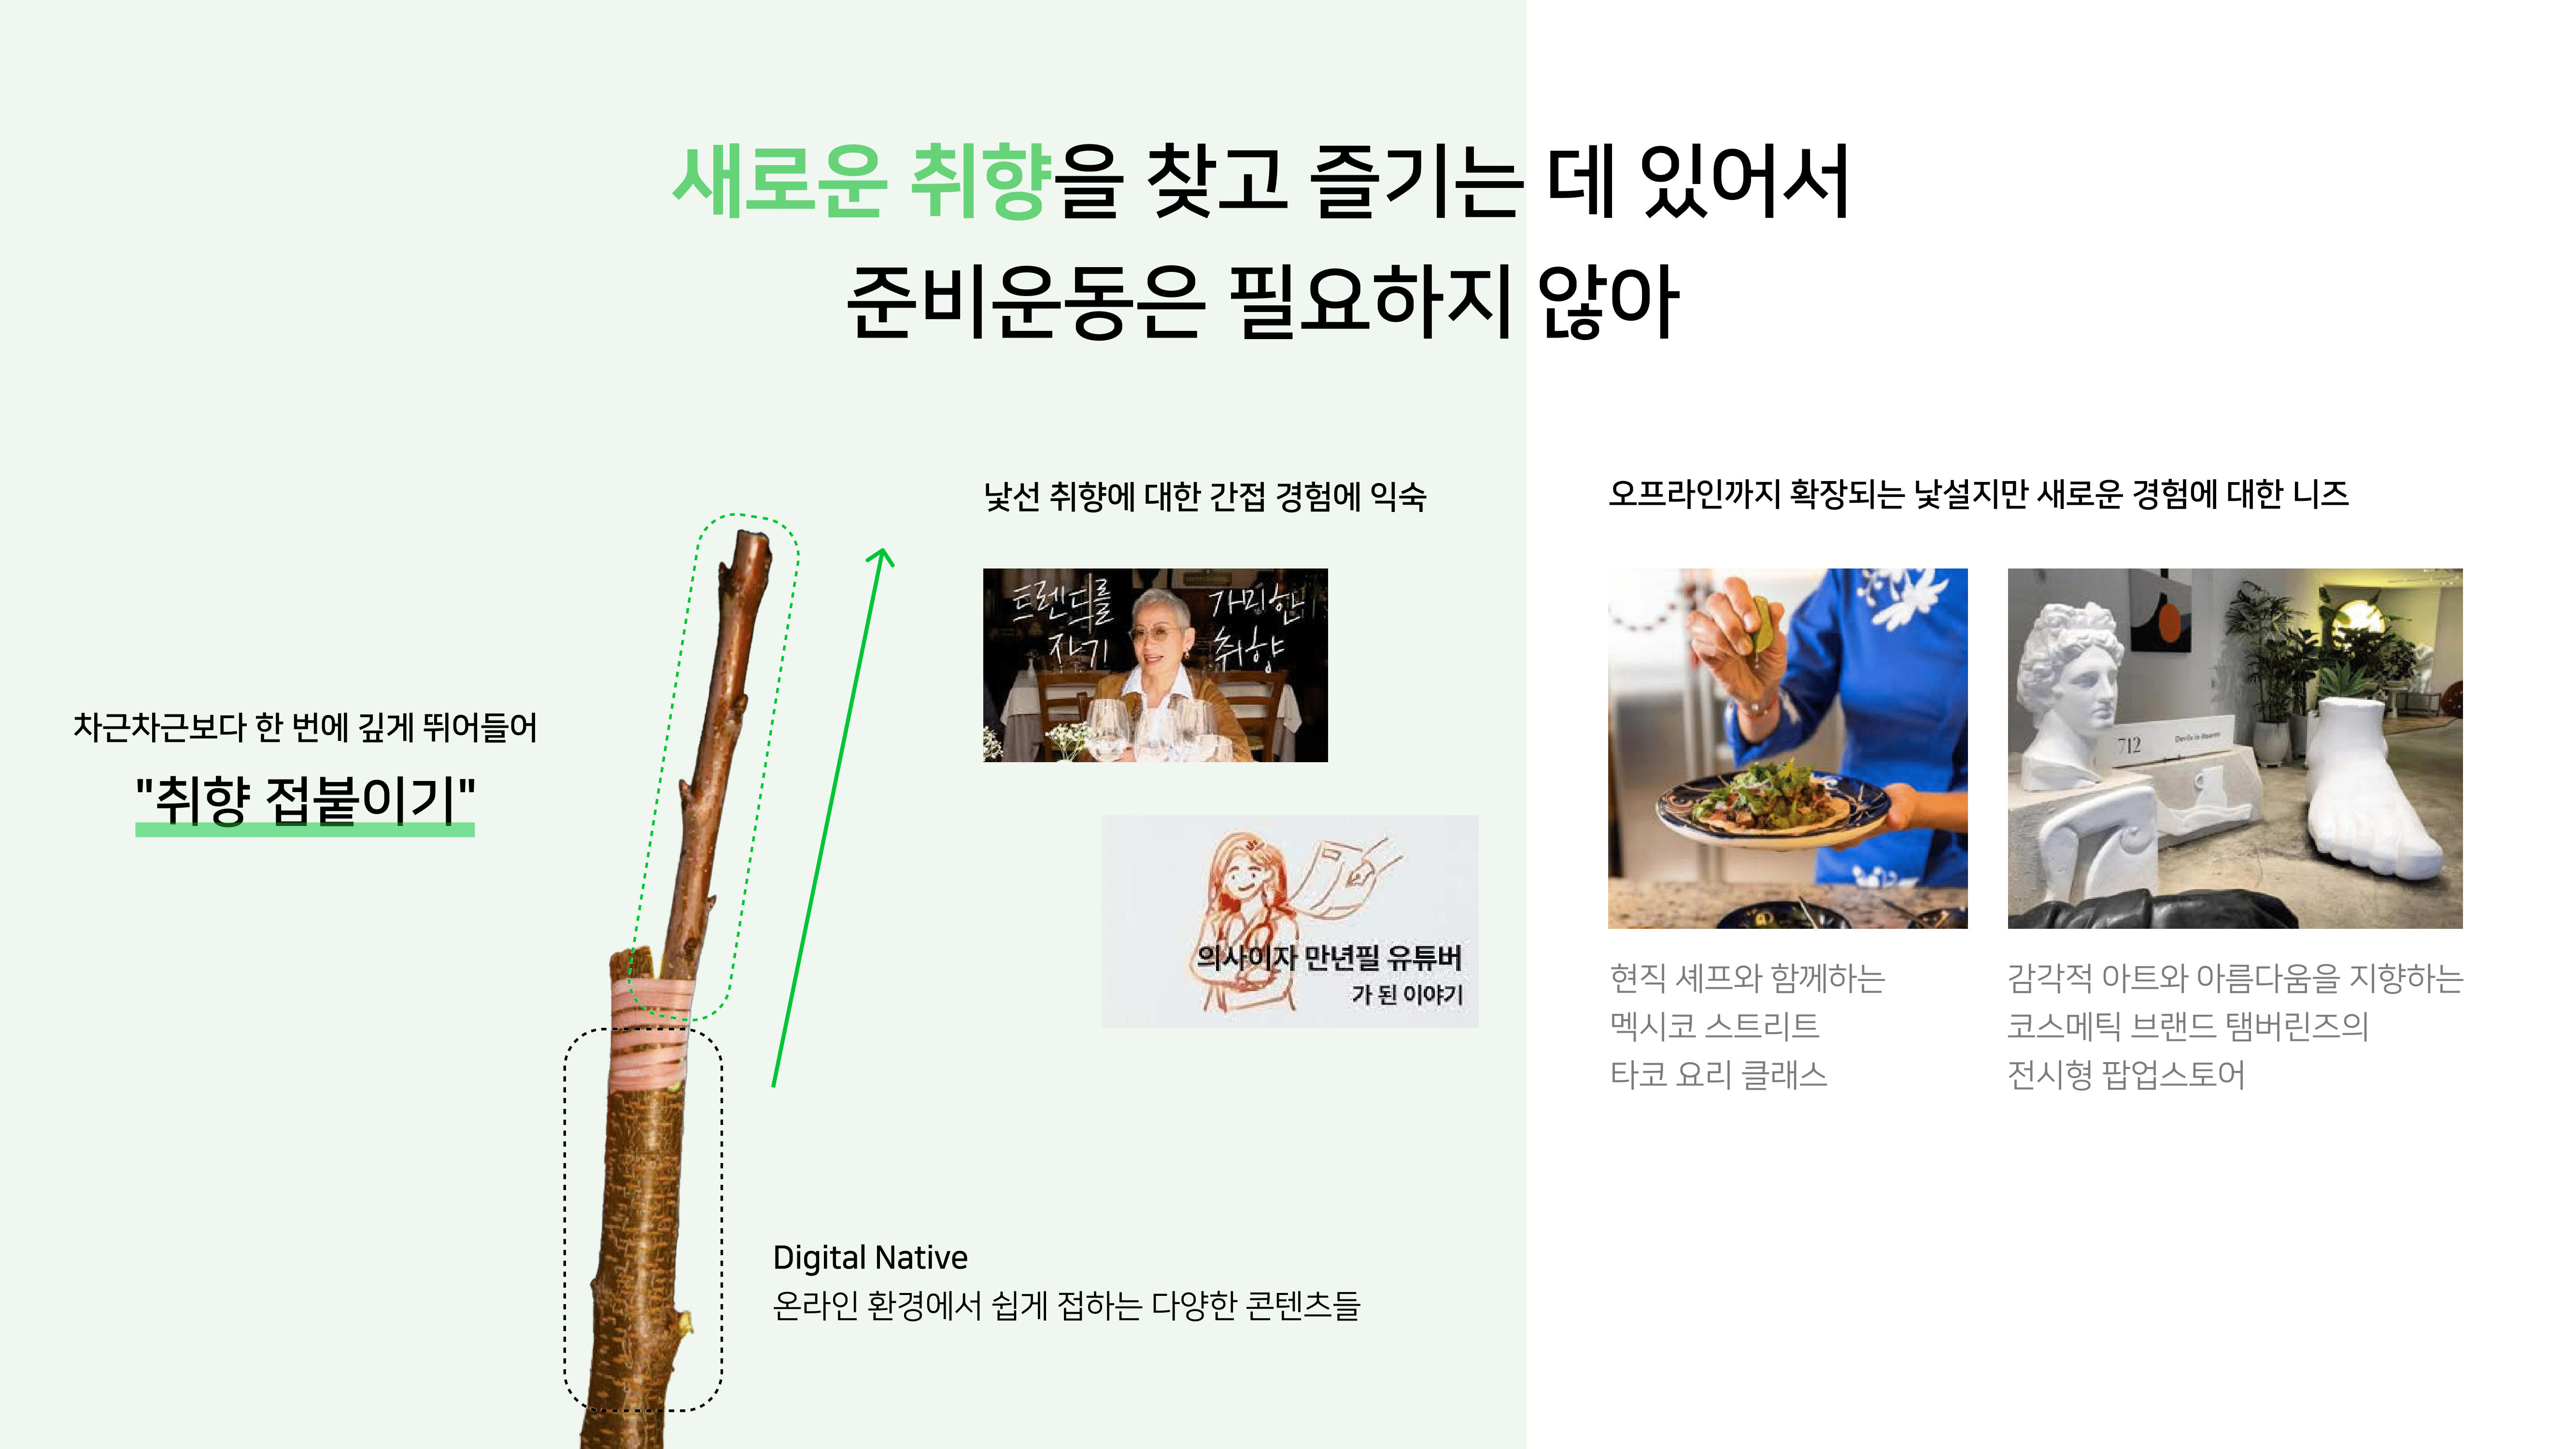 새로운 취향을 찾고 즐기는 데 있어서
준비운동은 필요하지 않아
차근차근보다 한 번에 깊게 뛰어들어
"취향 접붙이기"
낯선 취향에 대한 간접 경험에 익숙
트렌드를 가미한
자기 취향
의사이자 만년필 유튜버
가 된 이야기
Digital Native
온라인 환경에서 쉽게 접하는 다양한 콘텐츠들
오프라인까지 확장되는 낯설지만 새로운 경험에 대한 니즈
712
현직 셰프와 함께하는
멕시코 스트리트
타코 요리 클래스
감각적 아트와 아름다움을 지향하는
코스메틱 브랜드 탬버린즈의
전시형 팝업스토어